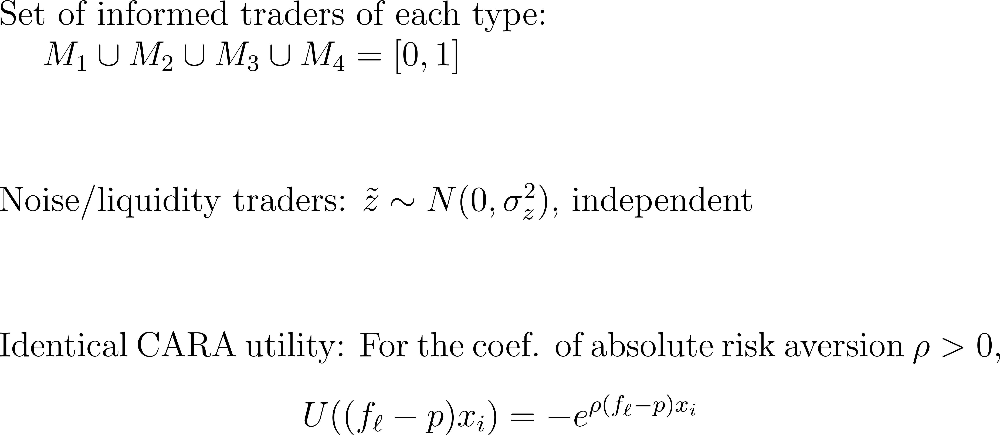 Set of informed traders of each type:
$M_1 \cup M_2 \cup M_3 \cup M_4 = [0, 1]$
Noise/liquidity traders: $\tilde{z} \sim N(0, \sigma_z^2)$, independent
Identical CARA utility: For the coef. of absolute risk aversion $\rho > 0$,
$U((f_\ell - p)x_i) = -e^{\rho(f_\ell - p)x_i}$